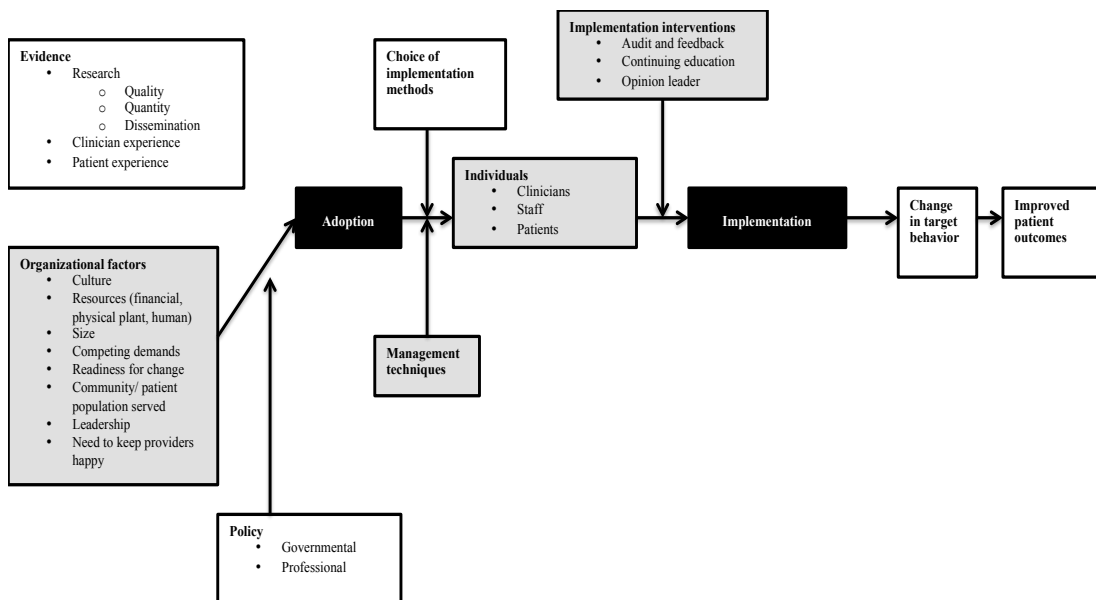 Evidence
• Research
o Quality
o Quantity
o Dissemination
• Clinician experience
• Patient experience
Organizational factors
• Culture
• Resources (financial,
physical plant, human)
• Size
• Competing demands
• Readiness for change
• Community/ patient
population served
• Leadership
• Need to keep providers
happy
Policy
• Governmental
• Professional
Adoption
Choice of
implementation
methods
Management
techniques
Individuals
• Clinicians
• Staff
• Patients
Implementation interventions
• Audit and feedback
• Continuing education
• Opinion leader
Implementation
Change
in target
behavior
Improved
patient
outcomes